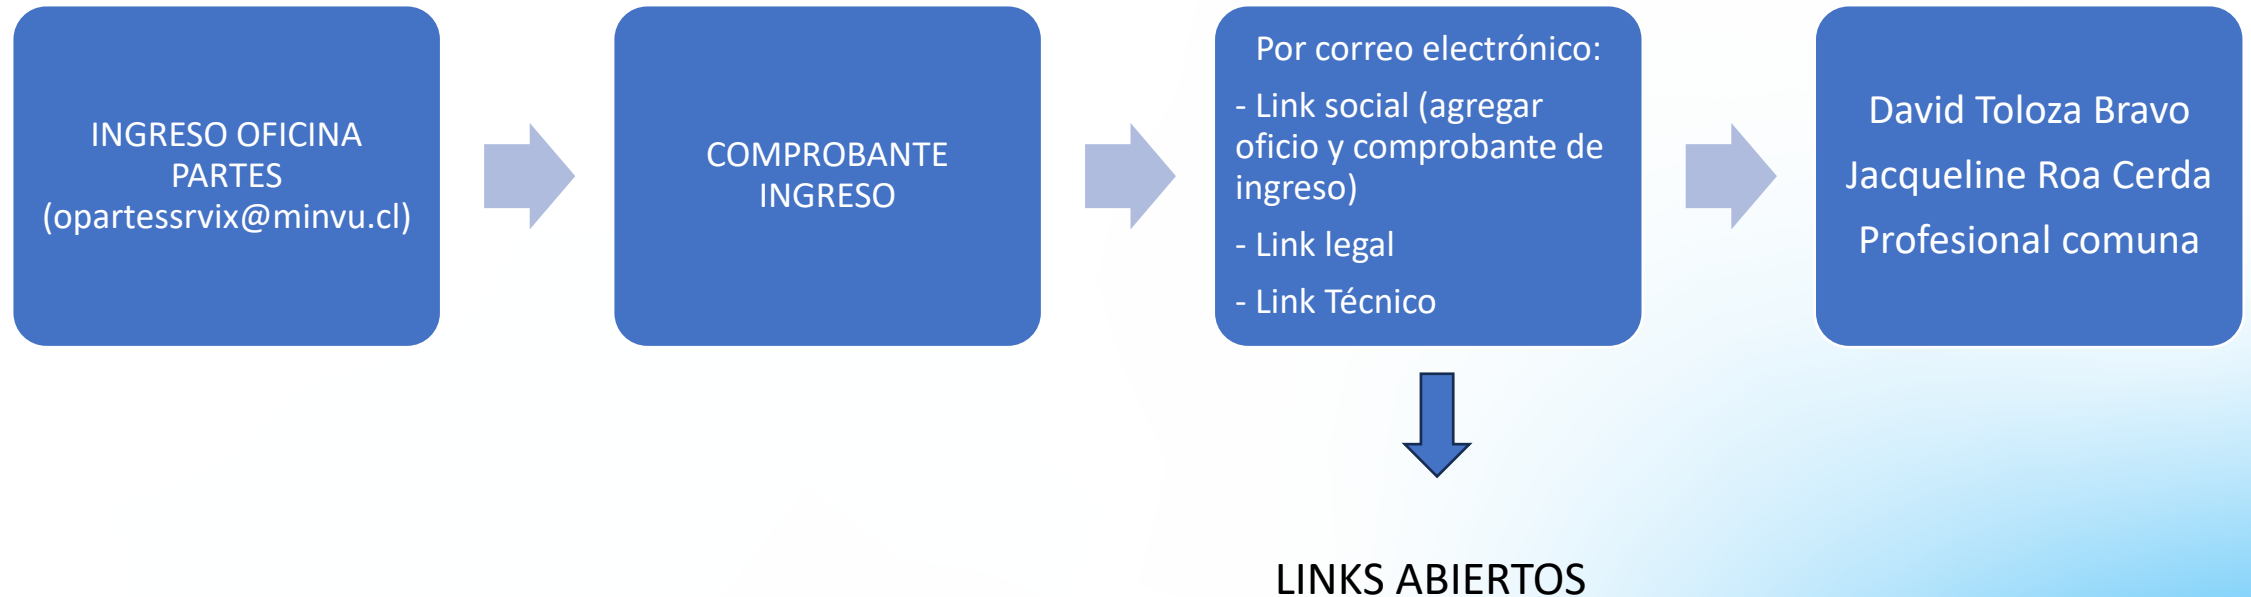 INGRESO OFICINA
PARTES
(opartessrvix@minvu.cl)
COMPROBANTE
INGRESO
Por correo electrónico:
- Link social (agregar
oficio y comprobante de
ingreso)
- Link legal
- Link Técnico
David Toloza Bravo
Jacqueline Roa Cerda
Profesional comuna
LINKS ABIERTOS